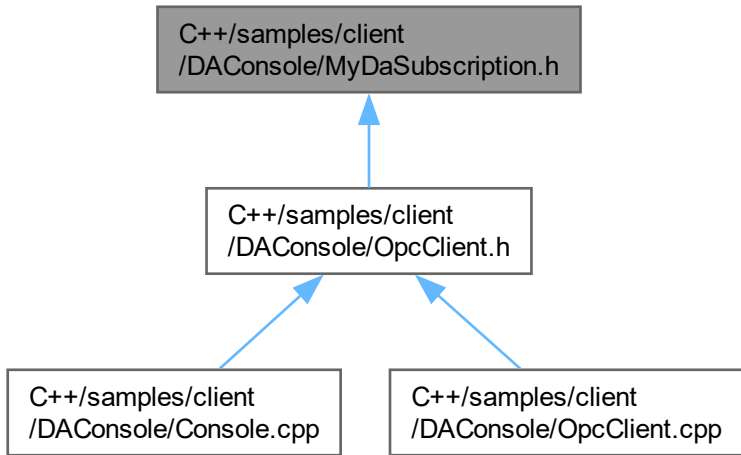 C++/samples/client
/DAConsole/MyDaSubscription.h
C++/samples/client
/DAConsole/OpcClient.h
C++/samples/client
/DAConsole/Console.cpp
C++/samples/client
/DAConsole/OpcClient.cpp